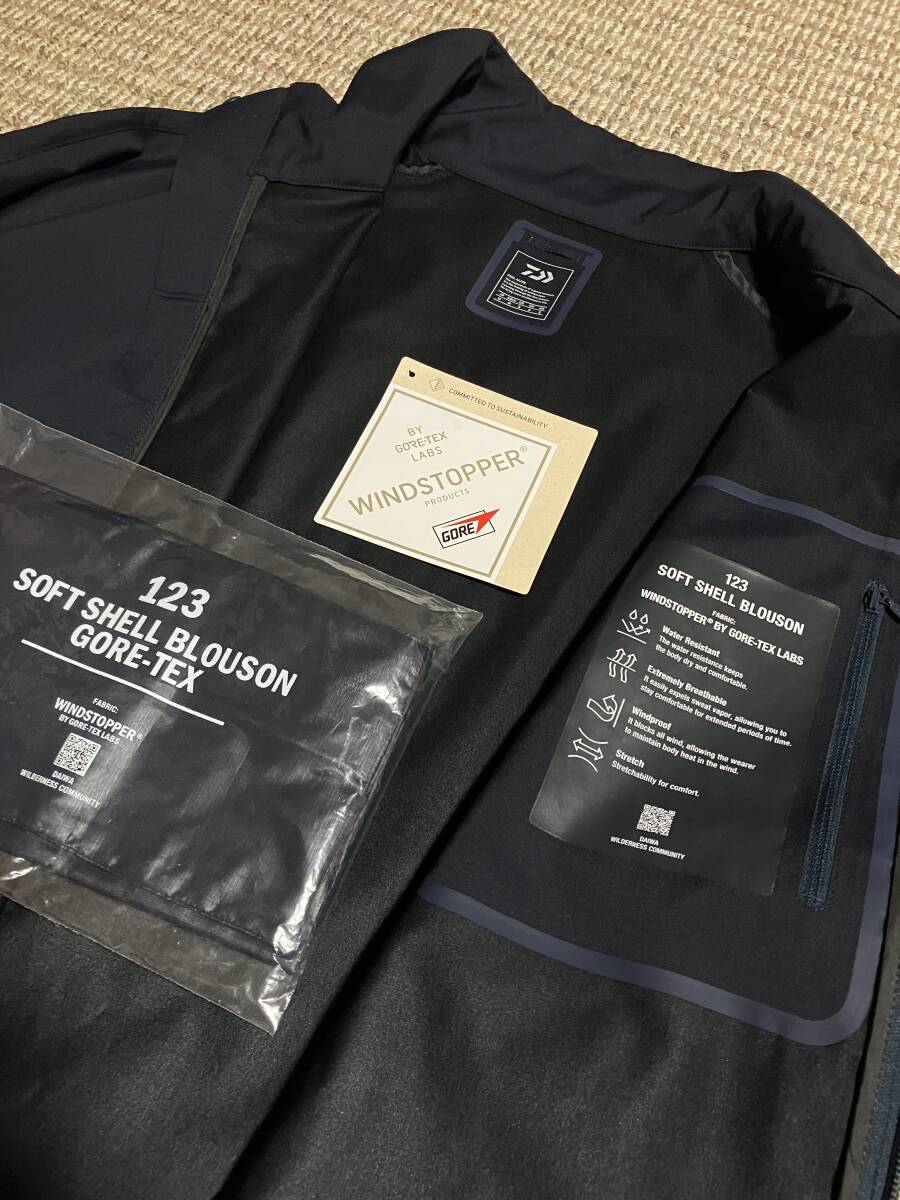 COMMITTED TO SUSTAINABILITY
BY
GORE-TEX
LABS
WINDSTOPPER®
PRODUCTS
GORE
123
SOFT SHELL BLOUSON
GORE-TEX
FABRIC:
WINDSTOPPER®
BY GORE-TEX LABS
DAIWA
WILDERNESS COMMUNITY
123
SOFT SHELL BLOUSON
FABRIC:
WINDSTOPPER® BY GORE-TEX LABS
Water Resistant
The water resistance keeps
the body dry and comfortable.
Extremely Breathable
It easily expels sweat vapor, allowing you to
stay comfortable for extended periods of time.
Windproof
It blocks all wind, allowing the wearer
to maintain body heat in the wind.
Stretch
Stretchability for comfort.
DAIWA
WILDERNESS COMMUNITY